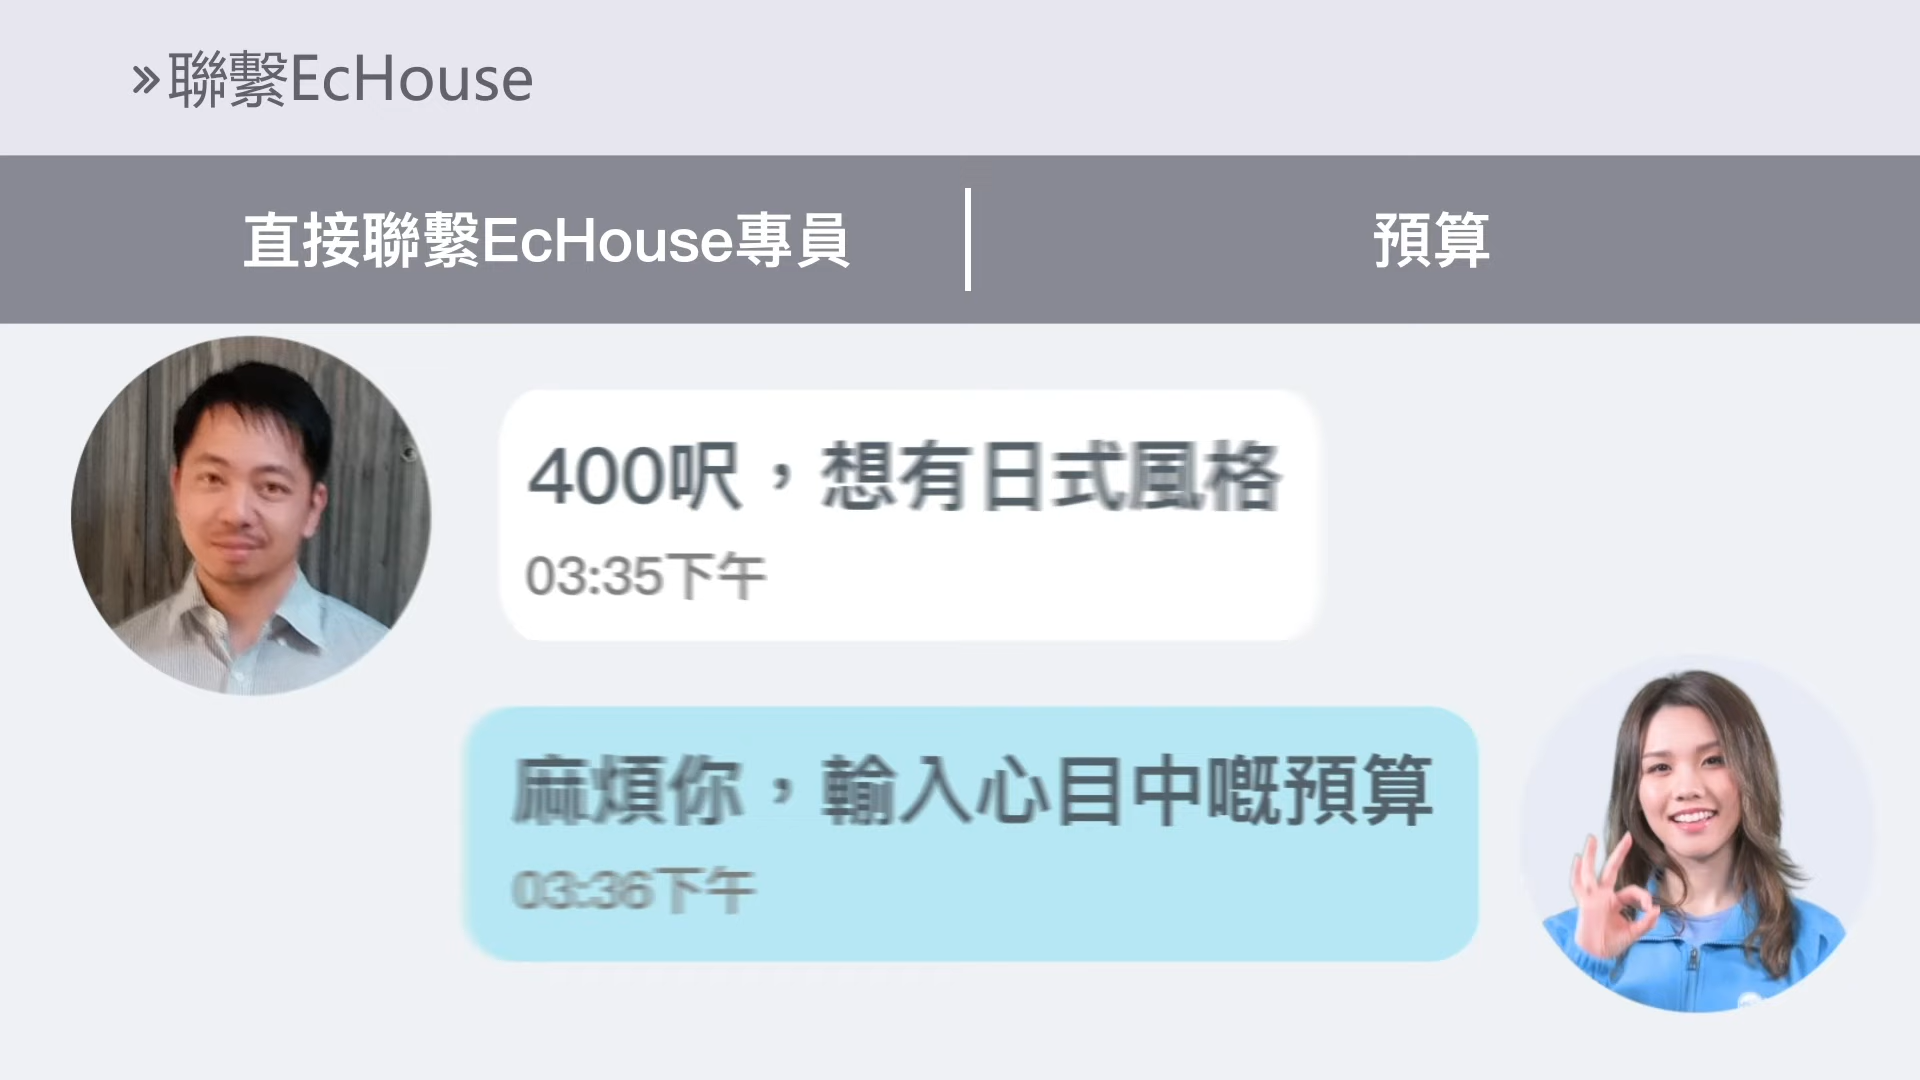 »聯繫EcHouse
直接聯繫EcHouse專員
預算
400呎，想有日式風格
03:35下午
麻煩你，輸入心目中嘅預算
03:36下午